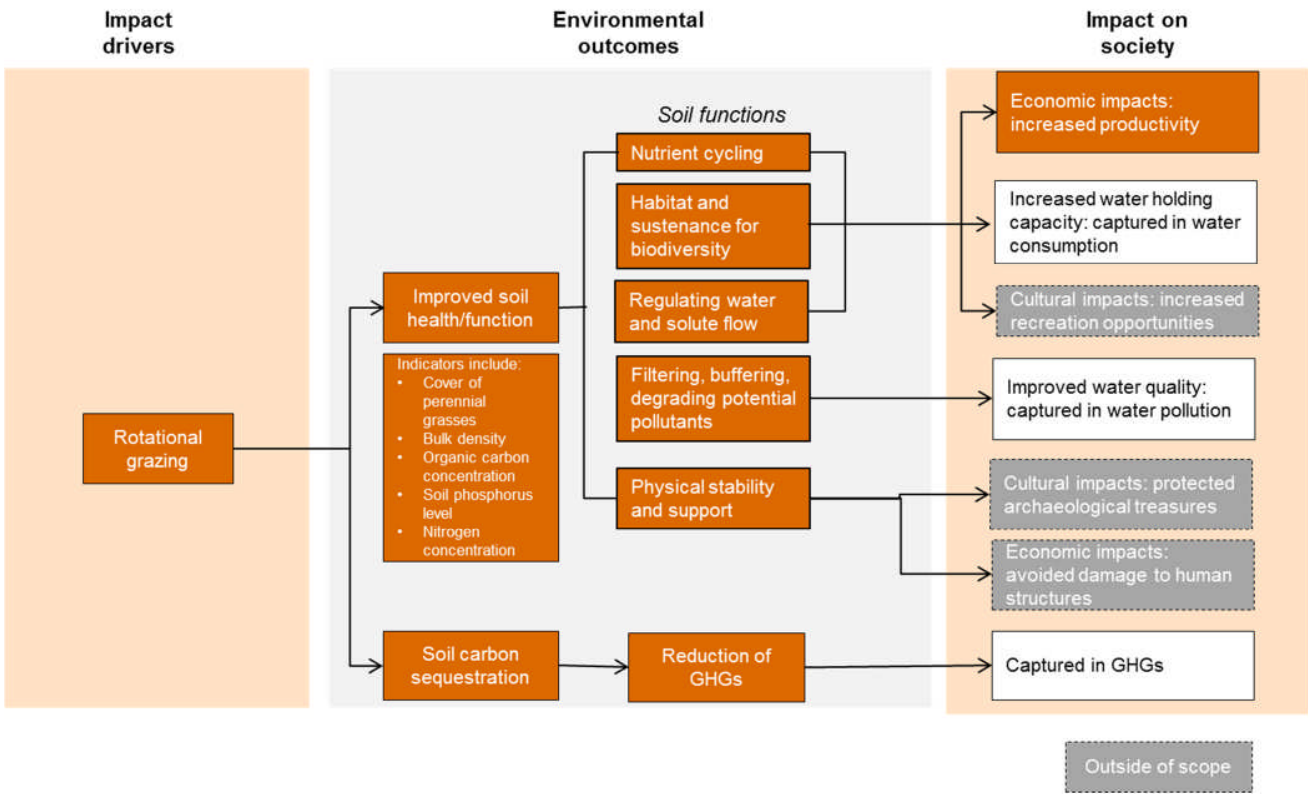 Impact
drivers
Environmental
outcomes
Impact on
society
Soil functions
Rotational
grazing
Improved soil
health/function
Indicators include:
• Cover of
perennial
grasses
• Bulk density
• Organic carbon
concentration
• Soil phosphorus
level
• Nitrogen
concentration
Soil carbon
sequestration
Nutrient cycling
Habitat and
sustenance for
biodiversity
Regulating water
and solute flow
Filtering, buffering,
degrading potential
pollutants
Physical stability
and support
Reduction of
GHGs
Economic impacts:
increased productivity
Increased water holding
capacity: captured in water
consumption
Cultural impacts: increased
recreation opportunities
Improved water quality:
captured in water pollution
Cultural impacts: protected
archaeological treasures
Economic impacts:
avoided damage to human
structures
Captured in GHGs
Outside of scope